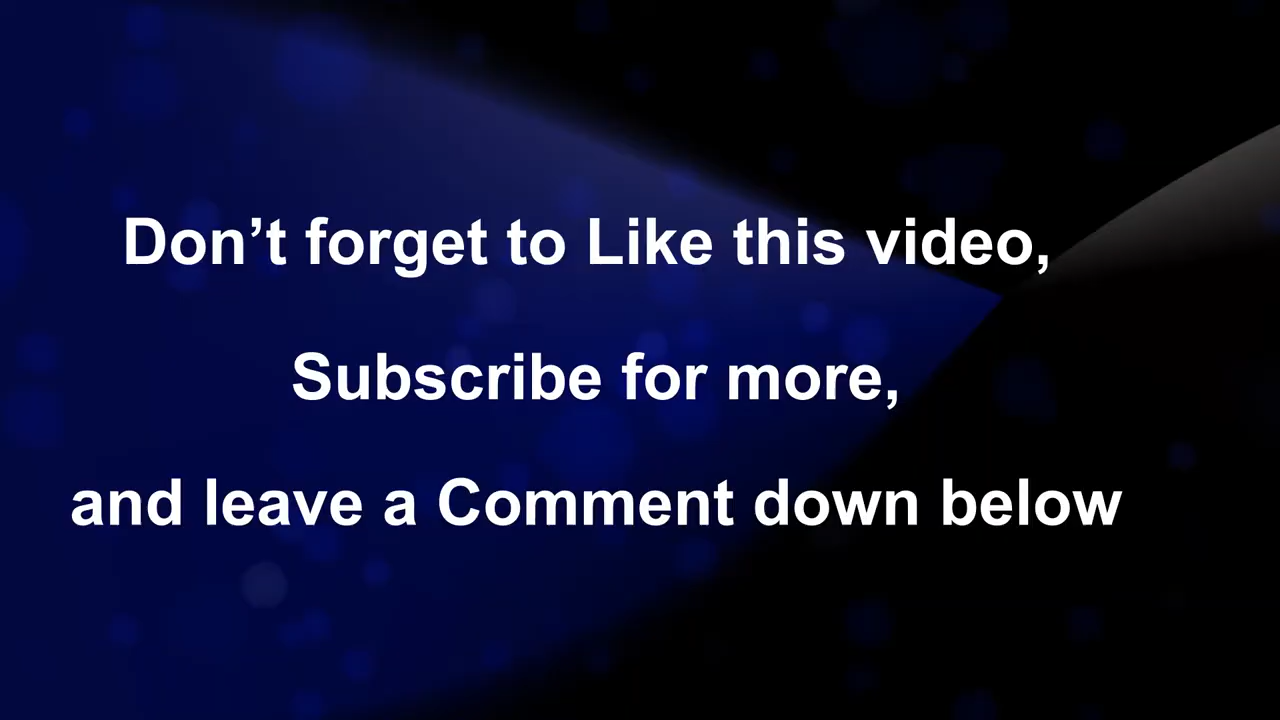 Don’t forget to Like this video,
Subscribe for more,
and leave a Comment down below